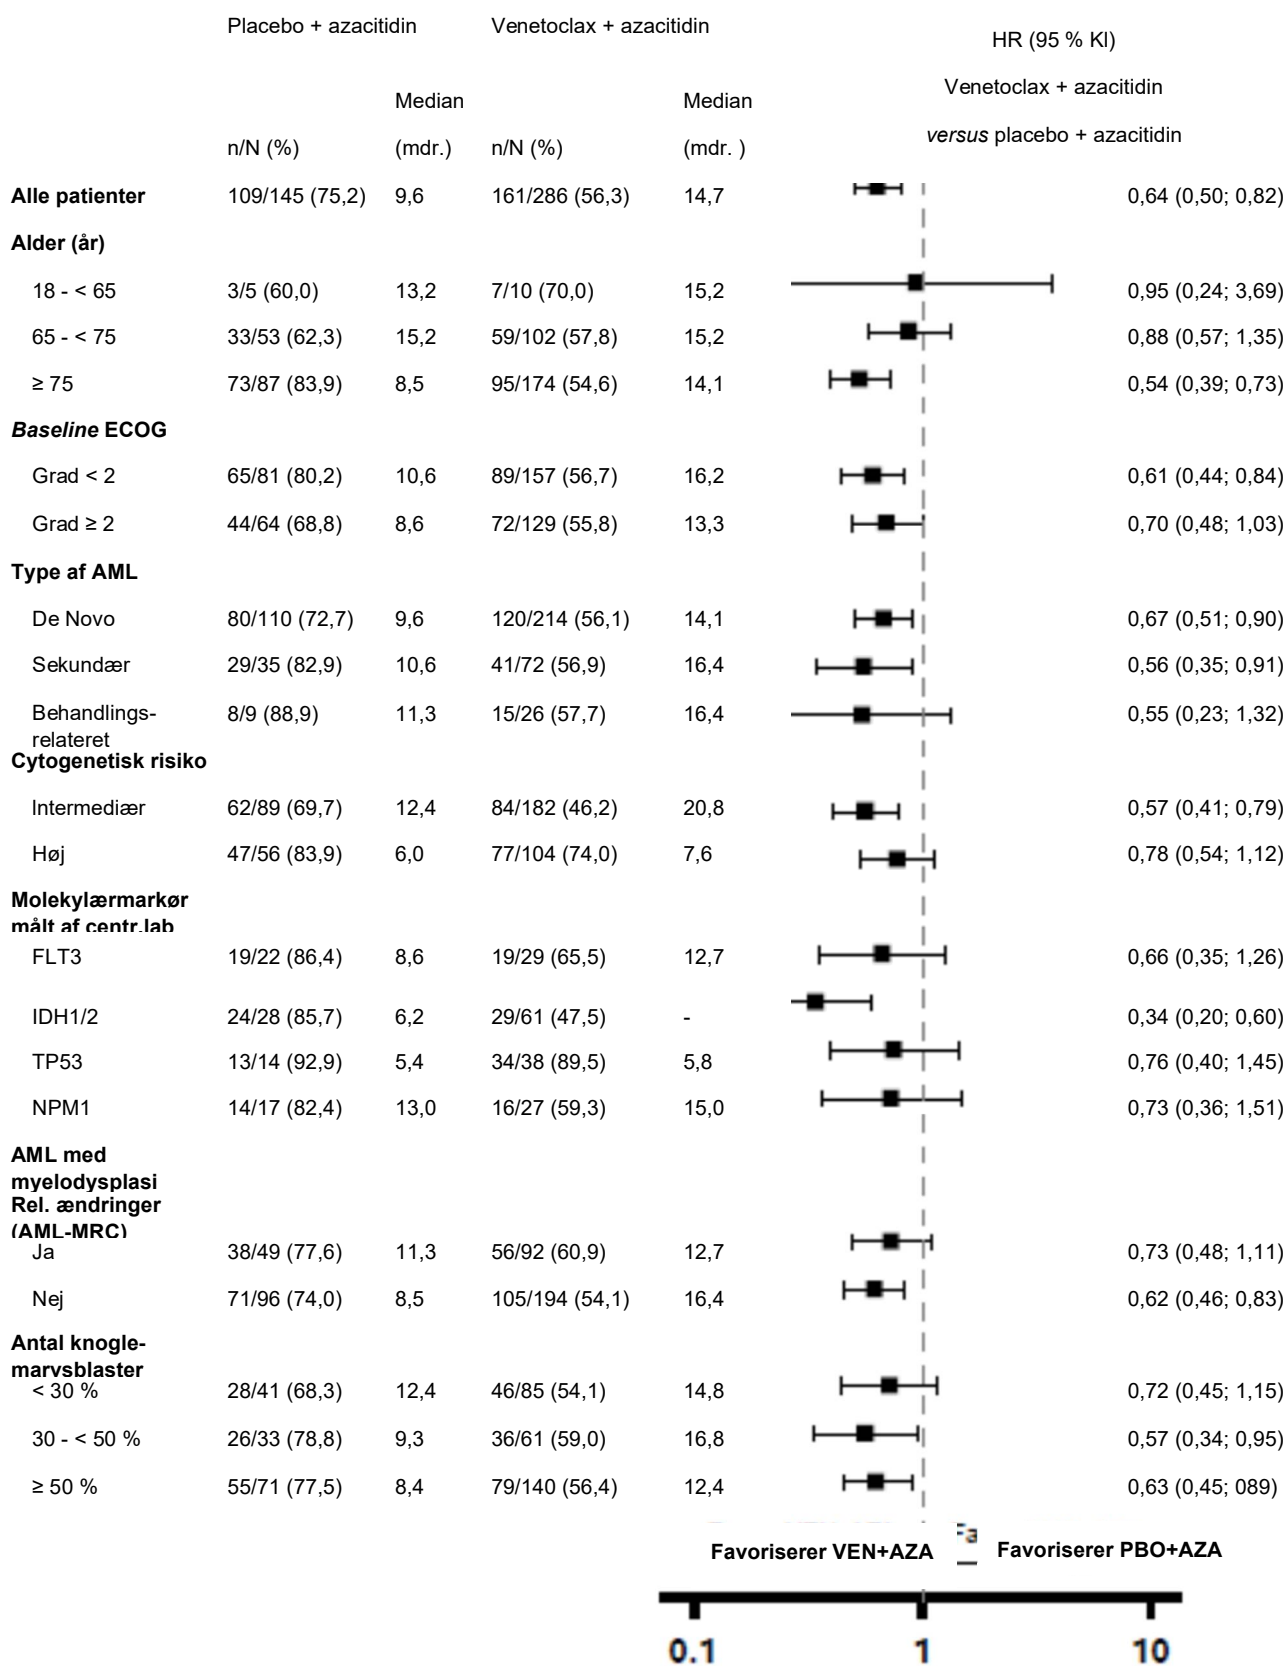 Placebo + azacitidin Venetoclax + azacitidin
HR (95 % KI)
Venetoclax + azacitidin
versus placebo + azacitidin
Median Median
n/N (%) (mdr.) n/N (%) (mdr. )
Alle patienter 109/145 (75,2) 9,6 161/286 (56,3) 14,7 0,64 (0,50; 0,82)
Alder (år)
18 - < 65 3/5 (60,0) 13,2 7/10 (70,0) 15,2 0,95 (0,24; 3,69)
65 - < 75 33/53 (62,3) 15,2 59/102 (57,8) 15,2 0,88 (0,57; 1,35)
≥ 75 73/87 (83,9) 8,5 95/174 (54,6) 14,1 0,54 (0,39; 0,73)
Baseline ECOG
Grad < 2 65/81 (80,2) 10,6 89/157 (56,7) 16,2 0,61 (0,44; 0,84)
Grad ≥ 2 44/64 (68,8) 8,6 72/129 (55,8) 13,3 0,70 (0,48; 1,03)
Type af AML
De Novo 80/110 (72,7) 9,6 120/214 (56,1) 14,1 0,67 (0,51; 0,90)
Sekundær 29/35 (82,9) 10,6 41/72 (56,9) 16,4 0,56 (0,35; 0,91)
Behandlings- 8/9 (88,9) 11,3 15/26 (57,7) 16,4 0,55 (0,23; 1,32)
relateret
Cytogenetisk risiko
Intermediær 62/89 (69,7) 12,4 84/182 (46,2) 20,8 0,57 (0,41; 0,79)
Høj 47/56 (83,9) 6,0 77/104 (74,0) 7,6 0,78 (0,54; 1,12)
Molekylærmarkør
målt af centr.lab
FLT3 19/22 (86,4) 8,6 19/29 (65,5) 12,7 0,66 (0,35; 1,26)
IDH1/2 24/28 (85,7) 6,2 29/61 (47,5) - 0,34 (0,20; 0,60)
TP53 13/14 (92,9) 5,4 34/38 (89,5) 5,8 0,76 (0,40; 1,45)
NPM1 14/17 (82,4) 13,0 16/27 (59,3) 15,0 0,73 (0,36; 1,51)
AML med
myelodysplasi
Rel. ændringer
(AML-MRC)
Ja 38/49 (77,6) 11,3 56/92 (60,9) 12,7 0,73 (0,48; 1,11)
Nej 71/96 (74,0) 8,5 105/194 (54,1) 16,4 0,62 (0,46; 0,83)
Antal knogle-
marvsblaster
< 30 % 28/41 (68,3) 12,4 46/85 (54,1) 14,8 0,72 (0,45; 1,15)
30 - < 50 % 26/33 (78,8) 9,3 36/61 (59,0) 16,8 0,57 (0,34; 0,95)
≥ 50 % 55/71 (77,5) 8,4 79/140 (56,4) 12,4 0,63 (0,45; 089)
Favoriserer VEN+AZA Favoriserer PBO+AZA
0.1 1 10